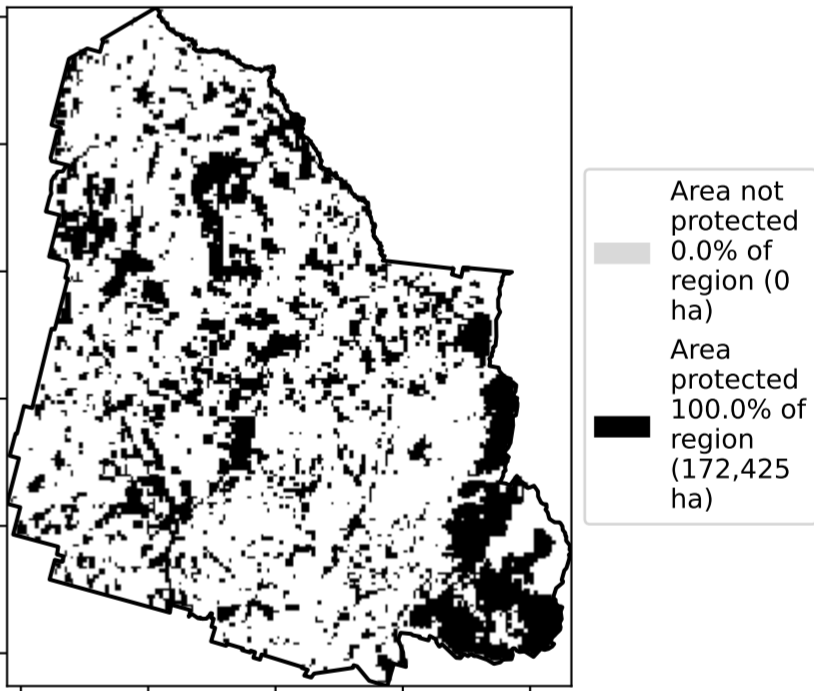 Area not
protected
0.0% of
region (0
ha)
Area
protected
100.0% of
region
(172,425
ha)